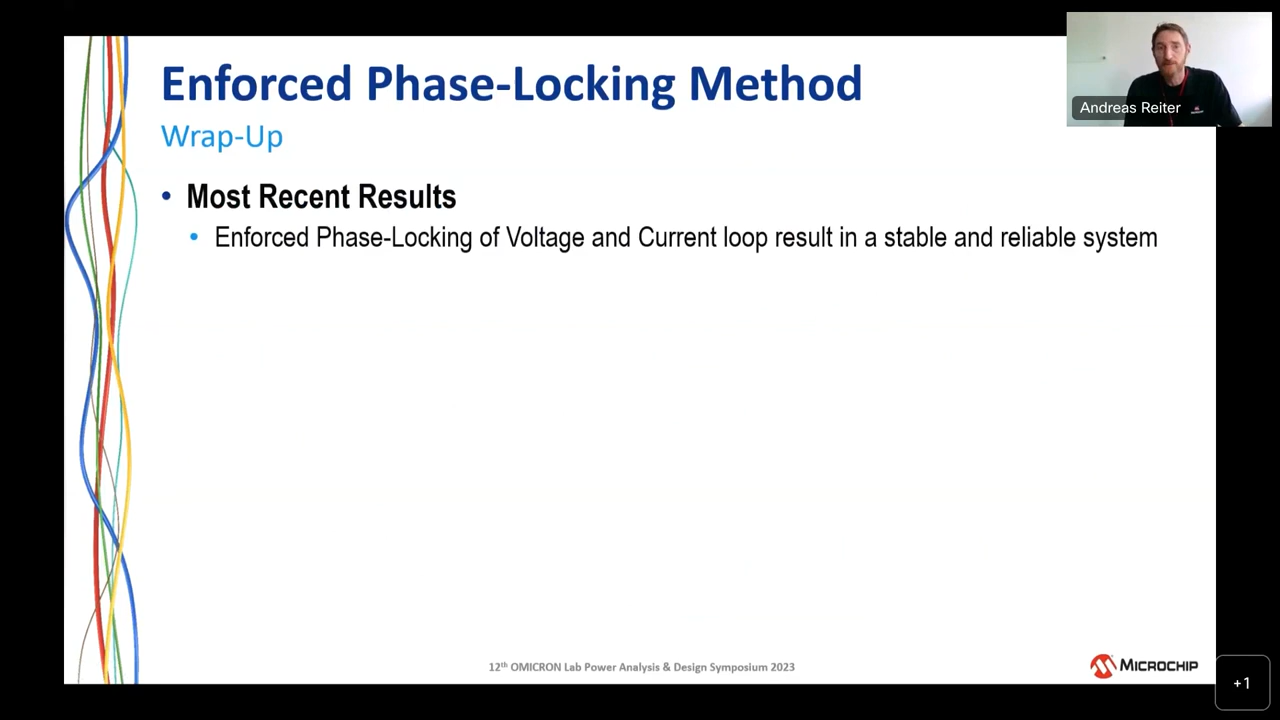 Enforced Phase-Locking Method
Andreas Reiter
Wrap-Up
• Most Recent Results
• Enforced Phase-Locking of Voltage and Current loop result in a stable and reliable system
12th OMICRON Lab Power Analysis & Design Symposium 2023
MICROCHIP
+1